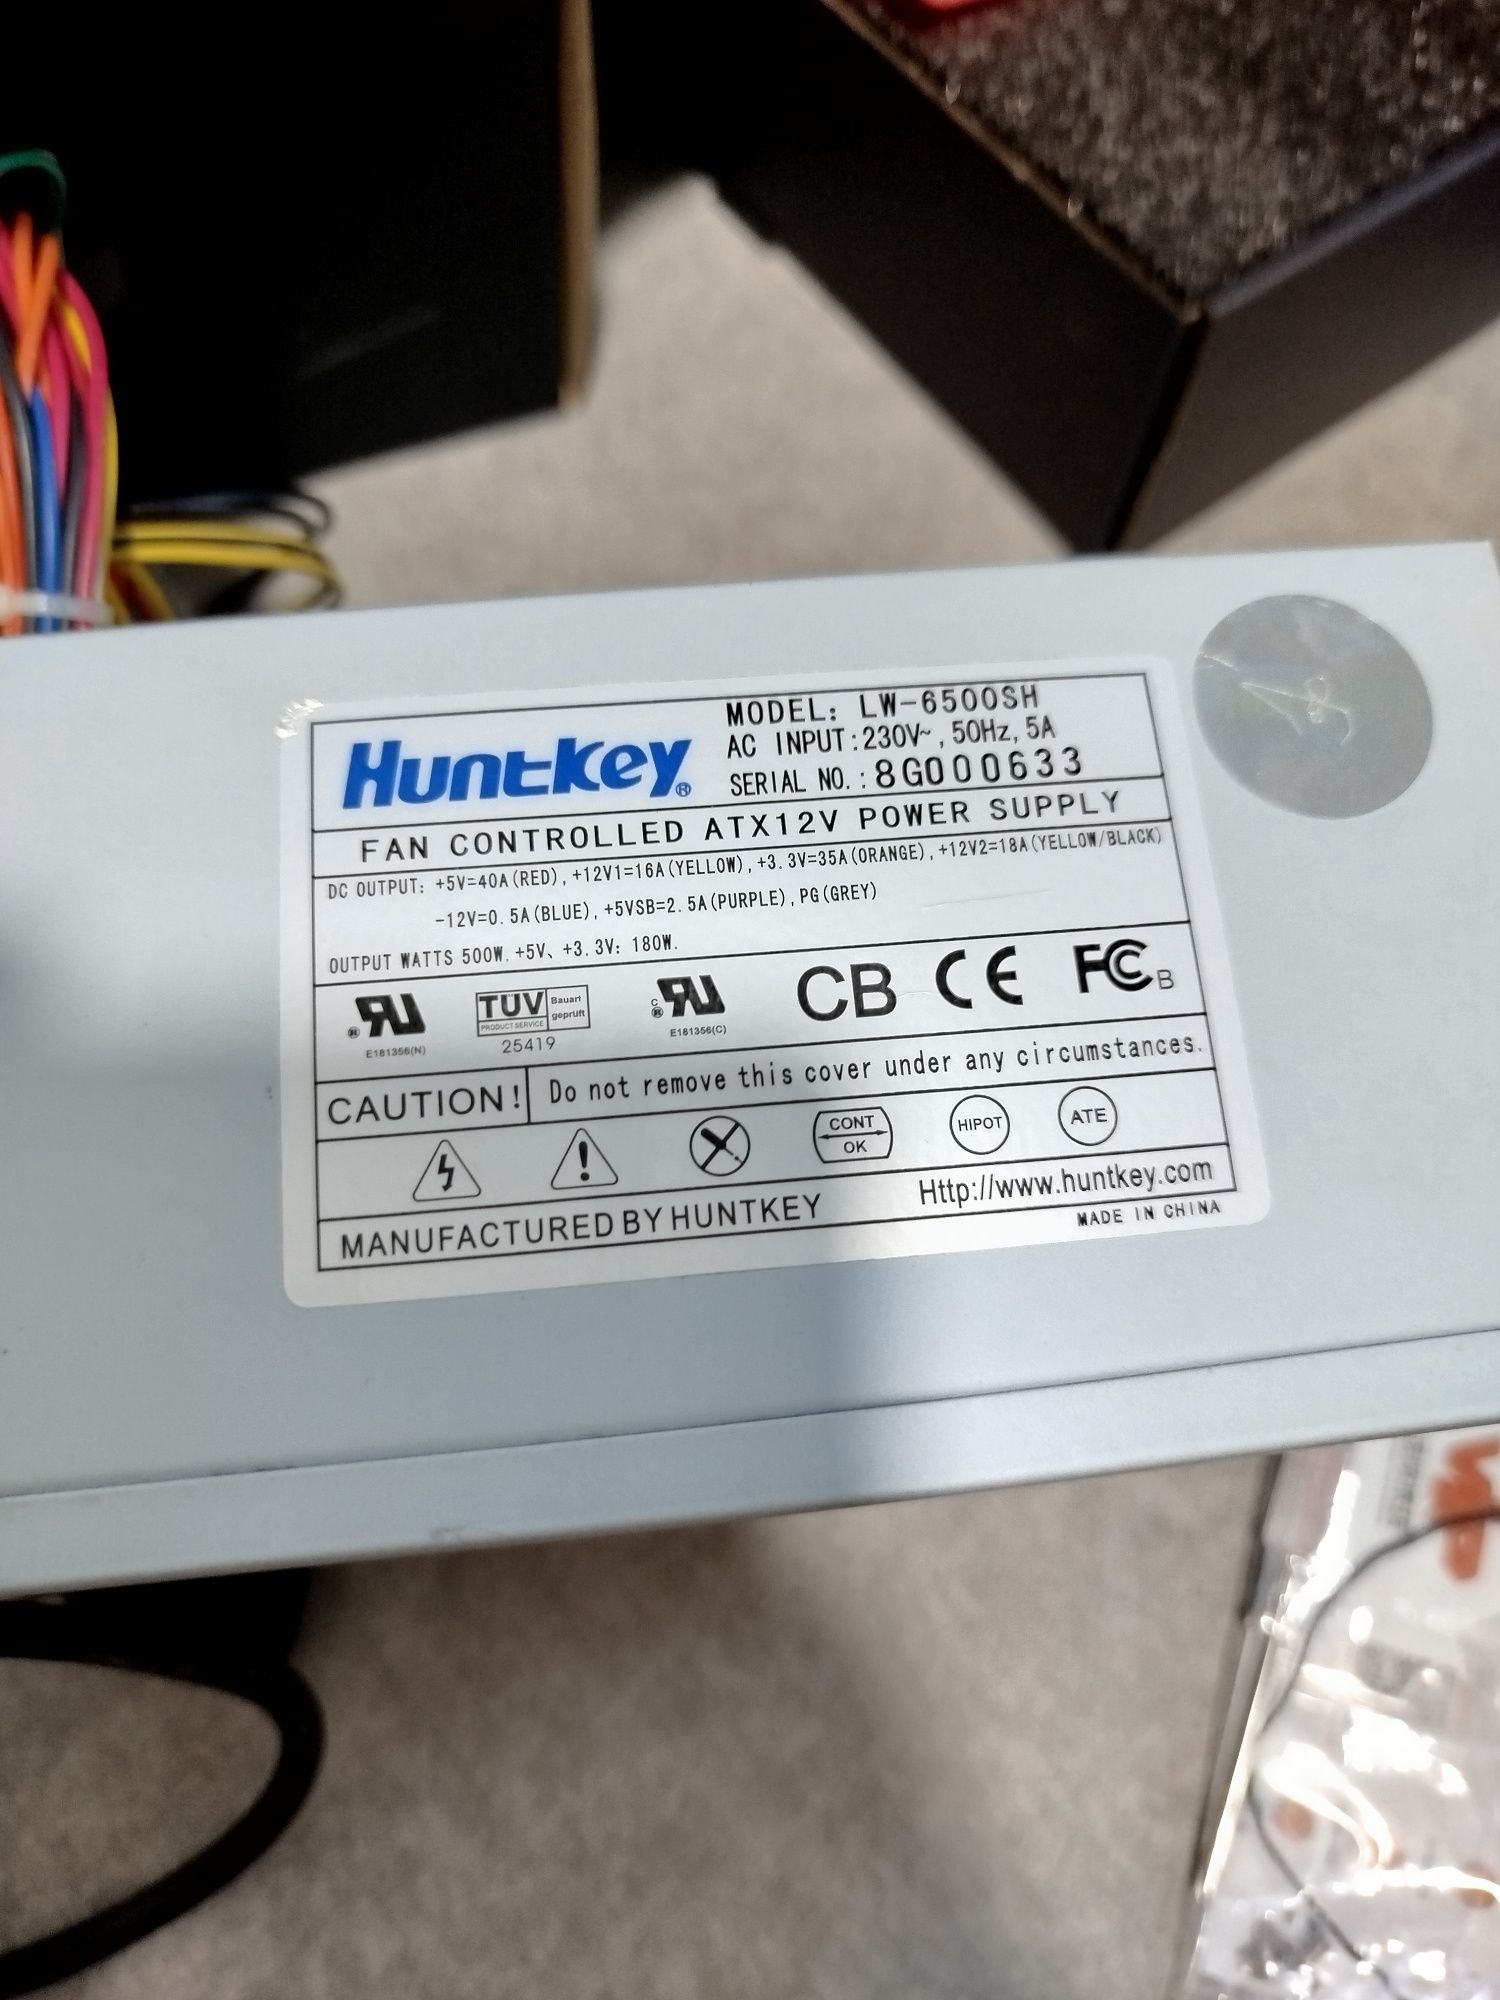 Huntkey®
MODEL: LW-6500SH
AC INPUT:230V~, 50Hz, 5A
SERIAL NO.: 8G000633
FAN CONTROLLED ATX12V POWER SUPPLY
DC OUTPUT: +5V=40A(RED), +12V1=16A(YELLOW), +3.3V=35A(ORANGE), +12V2=18A(YELLOW/BLACK)
-12V=0.5A(BLUE), +5VSB=2.5A(PURPLE), PG(GREY)
OUTPUT WATTS 500W. +5V、+3.3V: 180W.
E181356(N)
TÜV
PRODUCT SERVICE
Bauart
geprüft
25419
E181356(C)
CB CE FC B
CAUTION! Do not remove this cover under any circumstances.
CONT
OK
HIPOT
ATE
MANUFACTURED BY HUNTKEY
Http://www.huntkey.com
MADE IN CHINA